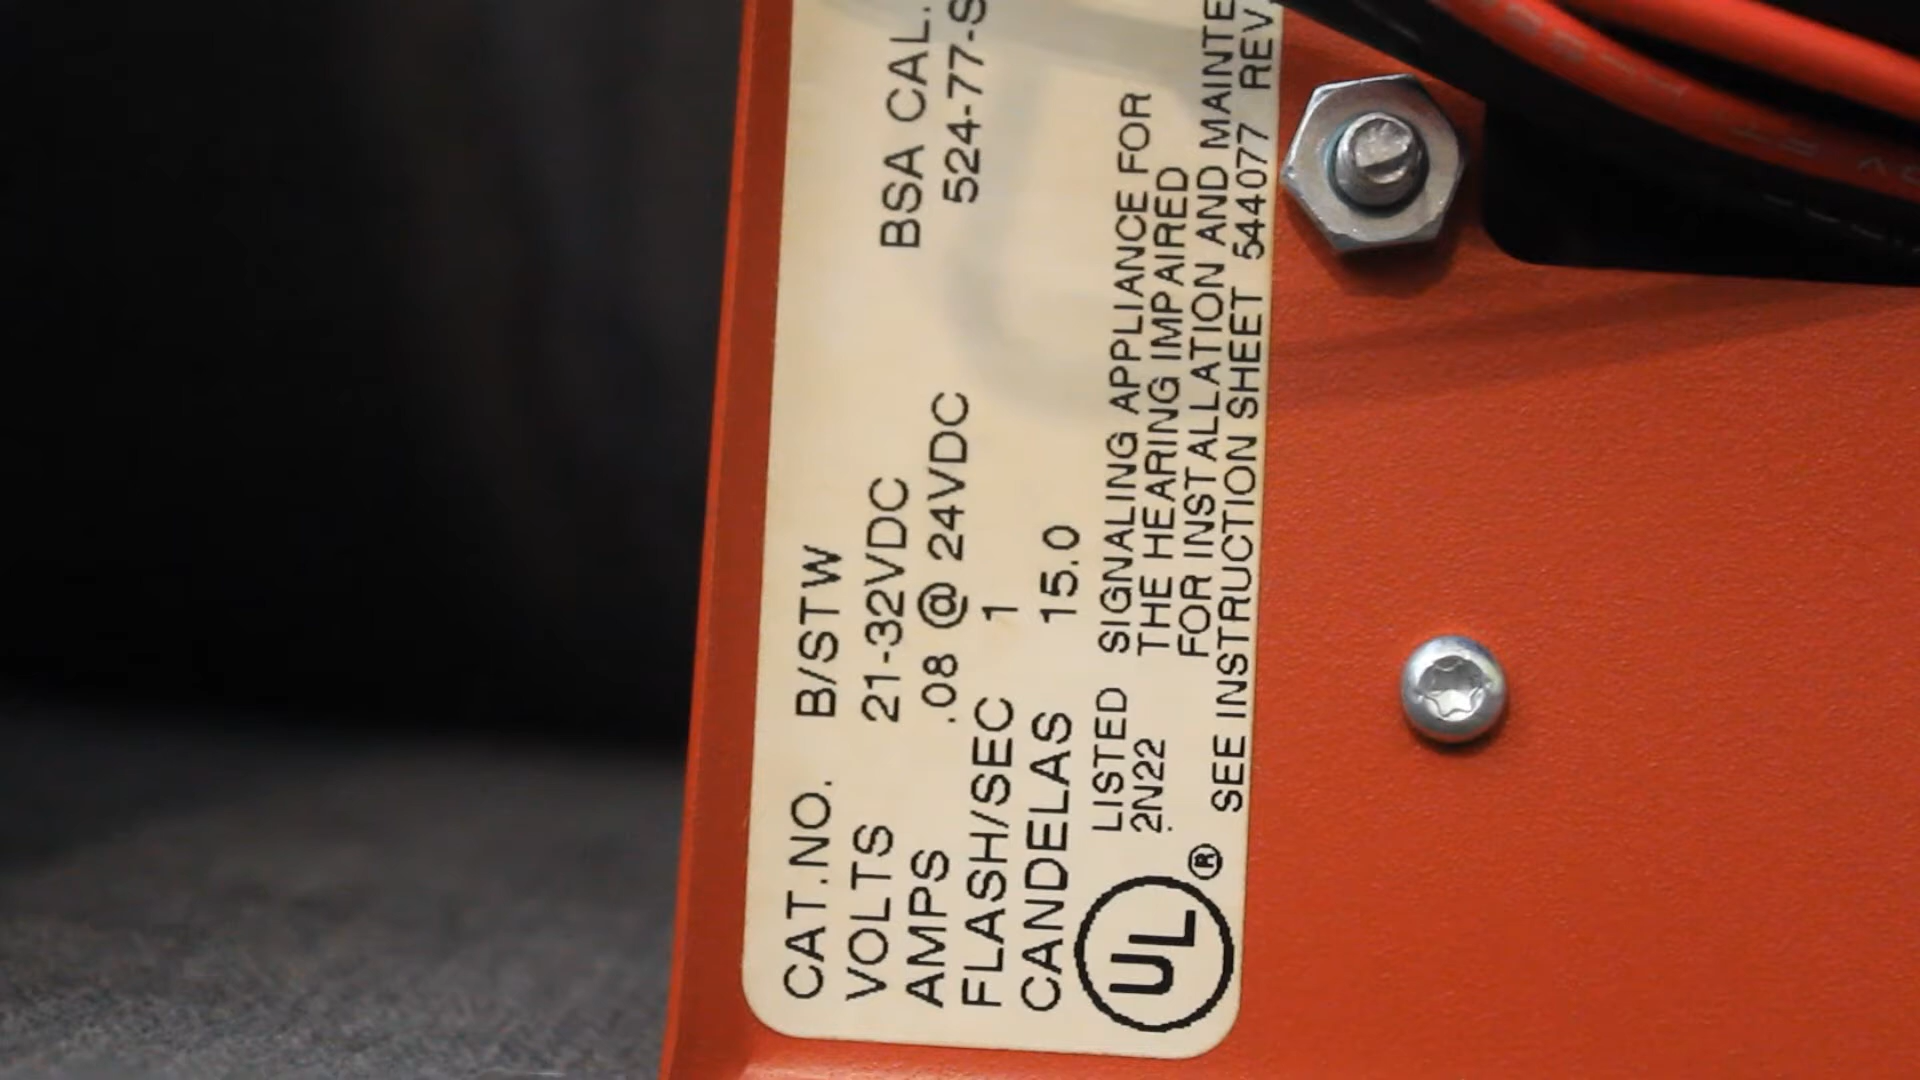 CAT.NO. B/STW
VOLTS 21-32VDC BSA CAL.
AMPS .08 @ 24VDC 524-77-S
FLASH/SEC 1
CANDELAS 15.0
LISTED SIGNALING APPLIANCE FOR
2N22 THE HEARING IMPAIRED
FOR INSTALLATION AND MAINTE
SEE INSTRUCTION SHEET 544077 REV.
UL ®